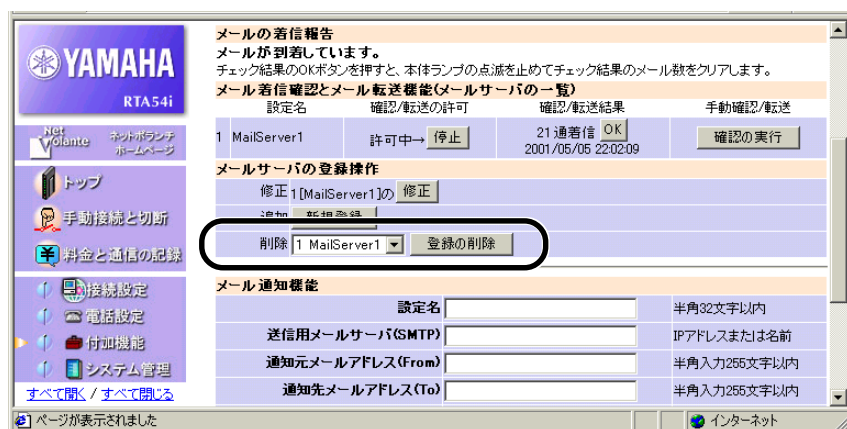 YAMAHA
RTA54i
Net Volante
ネットボランチ
ホームページ
トップ
手動接続と切断
料金と通信の記録
接続設定
電話設定
付加機能
システム管理
すべて開く / すべて閉じる
メールの着信報告
メールが到着しています。
チェック結果のOKボタンを押すと、本体ランプの点滅を止めてチェック結果のメール数をクリアします。
メール着信確認とメール転送機能(メールサーバの一覧)
設定名 確認/転送の許可 確認/転送結果 手動確認/転送
1 MailServer1 許可中→ 停止 21通着信 OK 確認の実行
2001/05/05 22:02:09
メールサーバの登録操作
修正 1[MailServer1]の 修正
追加 新規登録
削除 1 MailServer1 登録の削除
メール通知機能
設定名 半角32文字以内
送信用メールサーバ(SMTP) IPアドレスまたは名前
通知元メールアドレス(From) 半角入力255文字以内
通知先メールアドレス(To) 半角入力255文字以内
ページが表示されました インターネット